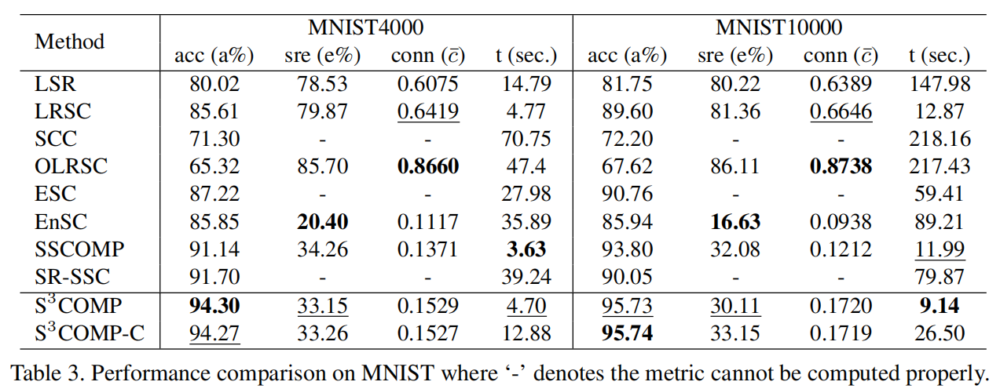 Method MNIST4000 MNIST10000
acc (a%) sre (e%) conn (c̄) t (sec.) acc (a%) sre (e%) conn (c̄) t (sec.)
LSR 80.02 78.53 0.6075 14.79 81.75 80.22 0.6389 147.98
LRSC 85.61 79.87 0.6419 4.77 89.60 81.36 0.6646 12.87
SCC 71.30 - - 70.75 72.20 - - 218.16
OLRSC 65.32 85.70 0.8660 47.4 67.62 86.11 0.8738 217.43
ESC 87.22 - - 27.98 90.76 - - 59.41
EnSC 85.85 20.40 0.1117 35.89 85.94 16.63 0.0938 89.21
SSCOMP 91.14 34.26 0.1371 3.63 93.80 32.08 0.1212 11.99
SR-SSC 91.70 - - 39.24 90.05 - - 79.87
S³COMP 94.30 33.15 0.1529 4.70 95.73 30.11 0.1720 9.14
S³COMP-C 94.27 33.26 0.1527 12.88 95.74 33.15 0.1719 26.50
Table 3. Performance comparison on MNIST where ‘-’ denotes the metric cannot be computed properly.